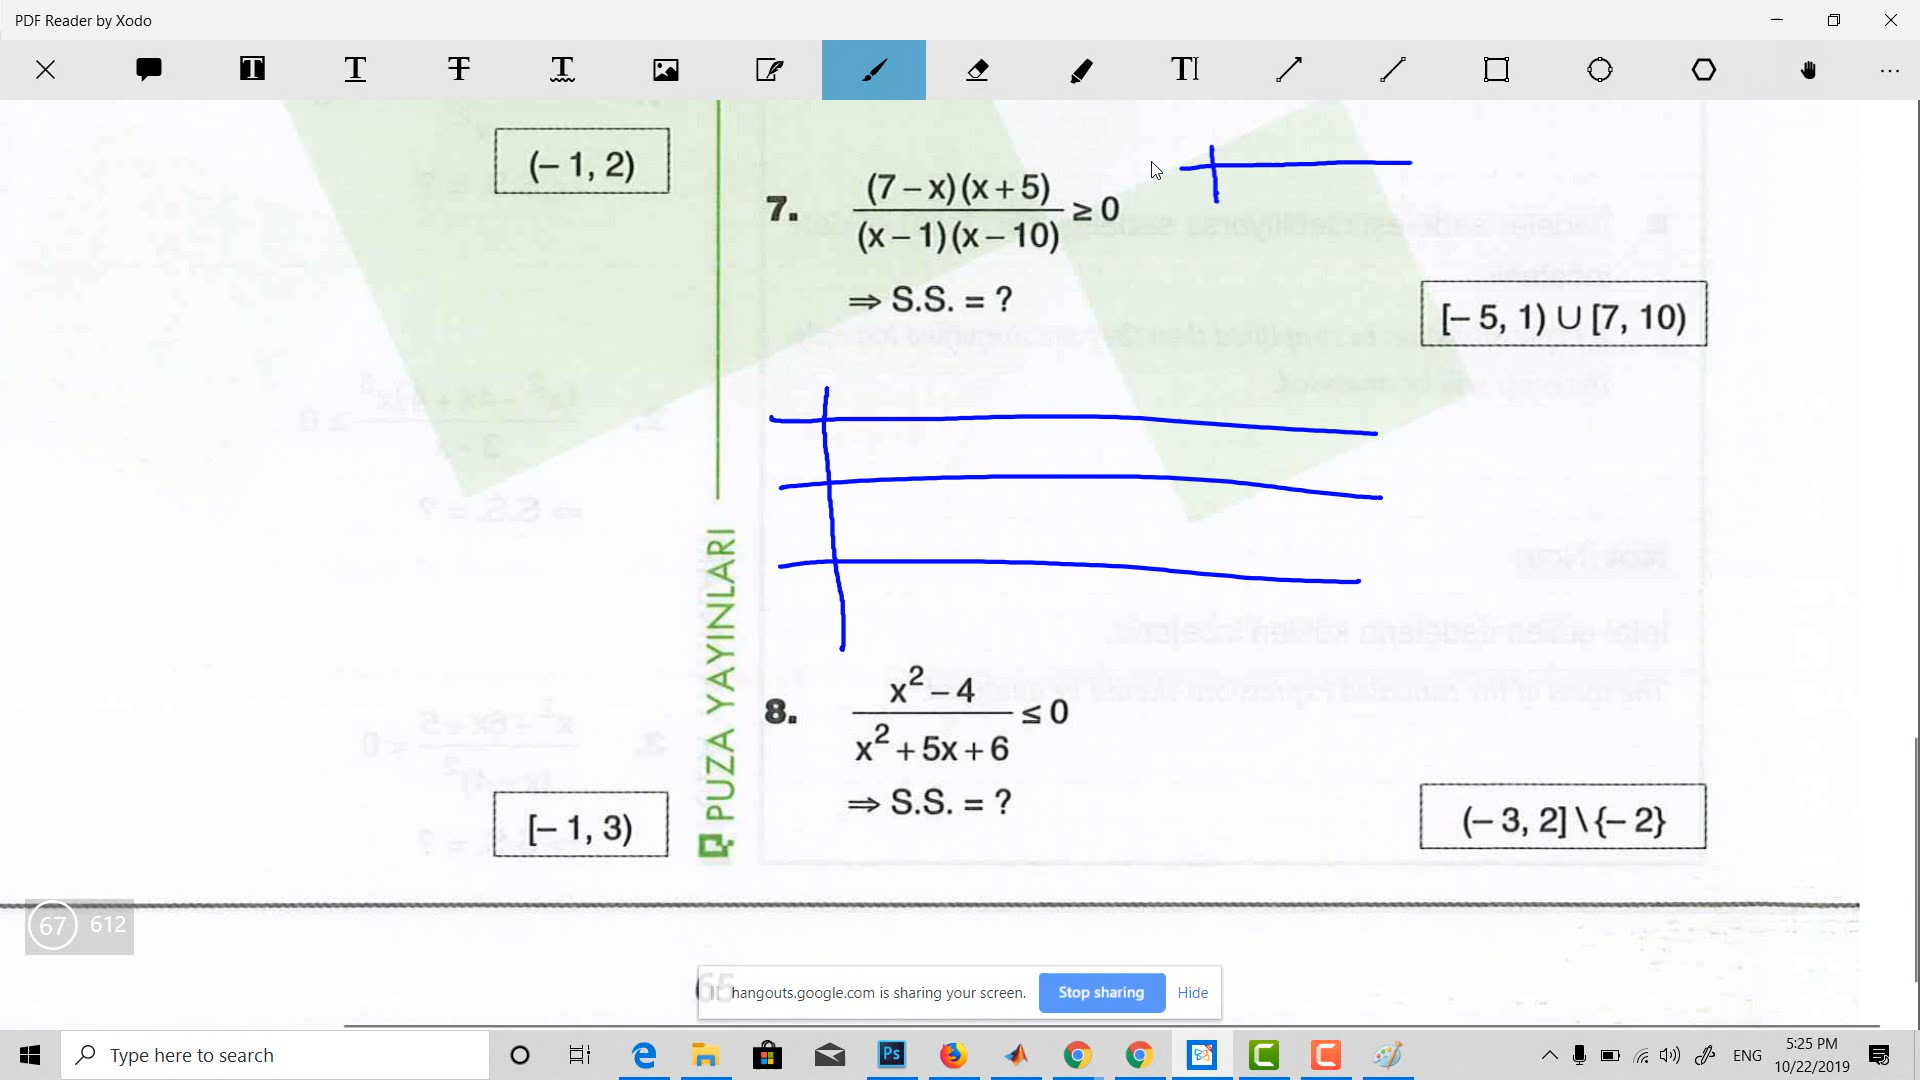 PDF Reader by Xodo
(– 1, 2)
7. (7 – x)(x + 5) / (x – 1)(x – 10) ≥ 0
⇒ S.S. = ?
[– 5, 1) ∪ [7, 10)
PUZA YAYINLARI
8. x² – 4 / x² + 5x + 6 ≤ 0
⇒ S.S. = ?
(– 3, 2] \ {– 2}
[– 1, 3)
67 612
65
hangouts.google.com is sharing your screen. Stop sharing Hide
Type here to search
ENG
5:25 PM
10/22/2019